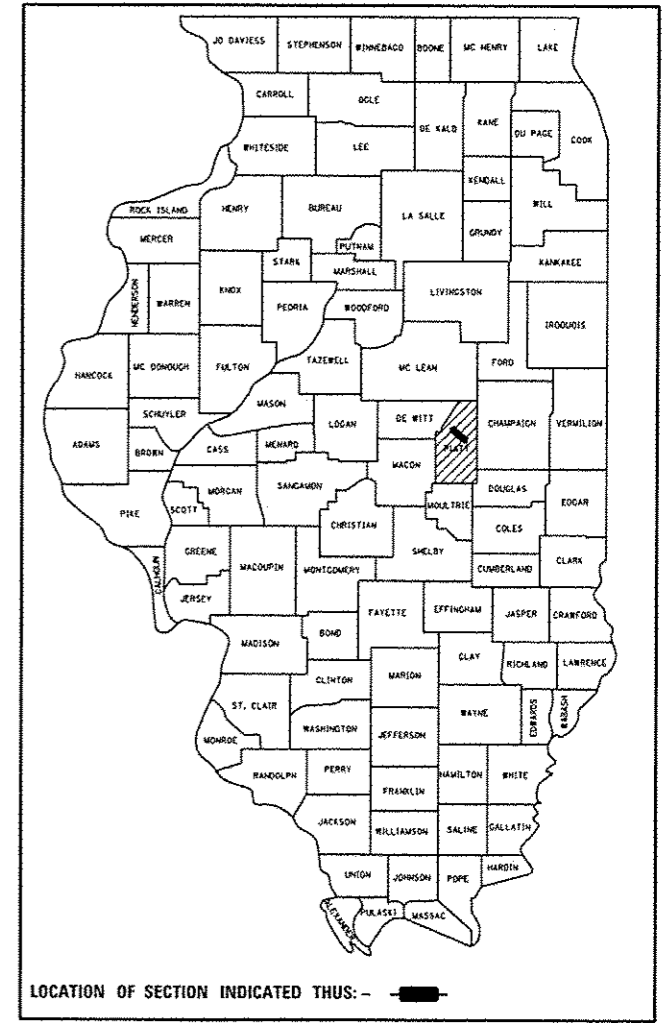 JO DAVIESS STEPHENSON WINNEBAGO BOONE MC HENRY LAKE
CARROLL OGLE DE KALB KANE DU PAGE COOK
WHITESIDE LEE KENDALL WILL
ROCK ISLAND HENRY BUREAU LA SALLE GRUNDY
MERCER PUTNAM KANKAKEE
STARK MARSHALL
HENDERSON WARREN KNOX PEORIA WOODFORD LIVINGSTON IROQUOIS
HANCOCK MC DONOUGH FULTON TAZEWELL MC LEAN FORD
SCHUYLER MASON LOGAN DE WITT PIATT CHAMPAIGN VERMILION
ADAMS BROWN CASS MENARD MACON
PIKE SCOTT MORGAN SANGAMON MOULTRIE DOUGLAS EDGAR
CHRISTIAN COLES
CALHOUN GREENE MACOUPIN MONTGOMERY SHELBY CUMBERLAND CLARK
JERSEY FAYETTE EFFINGHAM JASPER CRAWFORD
MADISON BOND CLAY RICHLAND LAWRENCE
CLINTON MARION
ST. CLAIR WASHINGTON JEFFERSON WAYNE EDWARDS WABASH
MONROE
RANDOLPH PERRY FRANKLIN HAMILTON WHITE
JACKSON WILLIAMSON SALINE GALLATIN
UNION JOHNSON POPE HARDIN
ALEXANDER PULASKI MASSAC
LOCATION OF SECTION INDICATED THUS:-